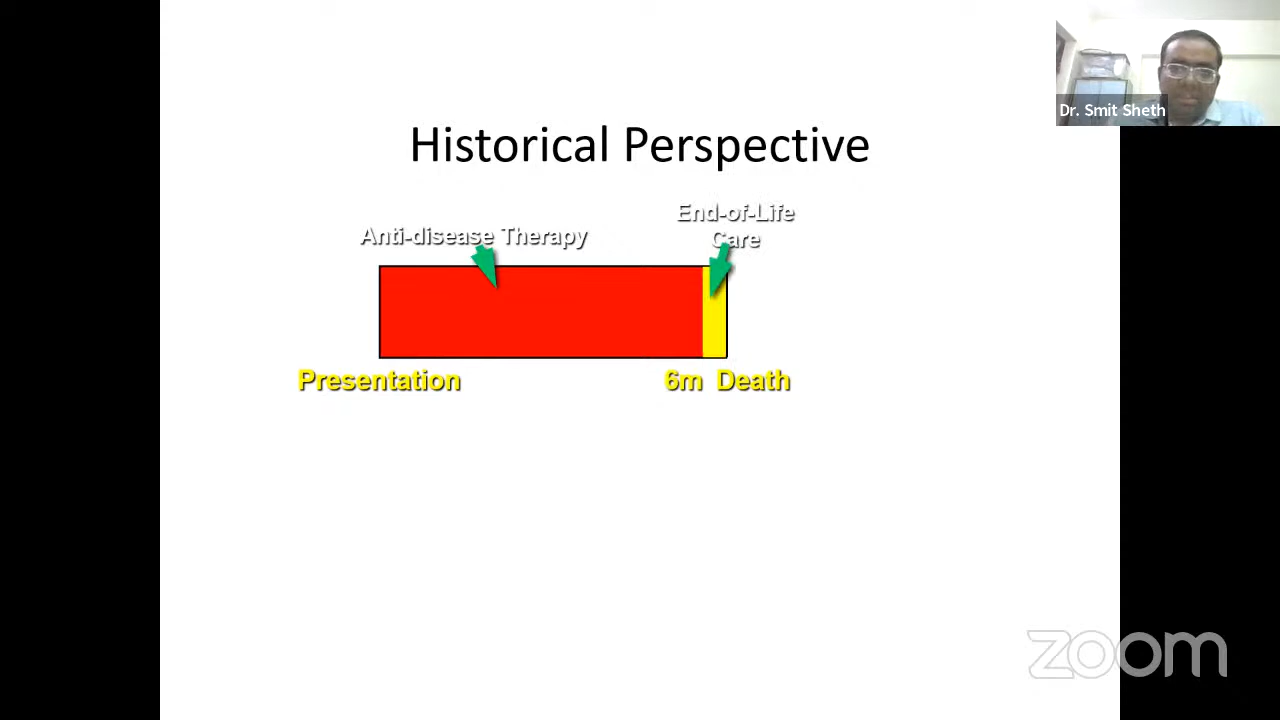 Dr. Smit Sheth
Historical Perspective
End-of-Life
Care
Anti-disease Therapy
Presentation
6m Death
zoom